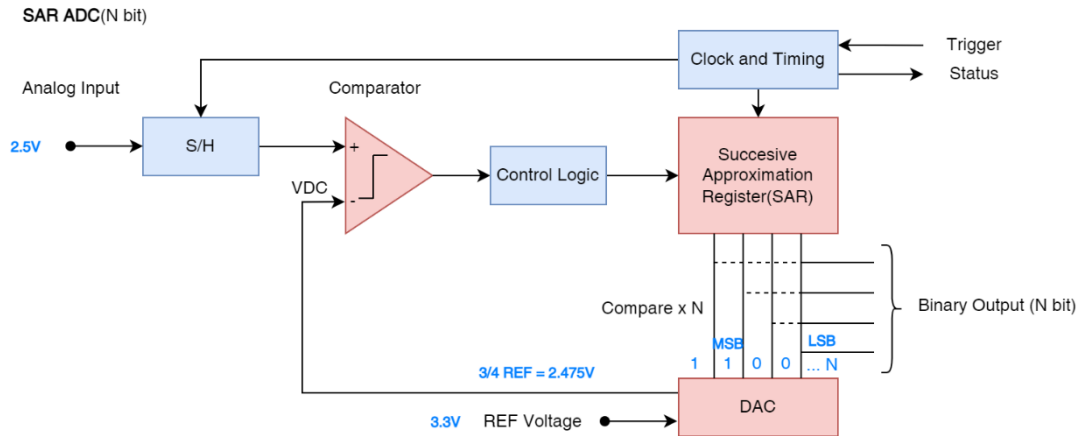 SAR ADC(N bit)
Clock and Timing
Trigger
Status
Analog Input
Comparator
2.5V
S/H
+
Succesive
Approximation
Register(SAR)
Control Logic
VDC
-
Compare x N
Binary Output (N bit)
MSB
LSB
1 1 0 0 ... N
3/4 REF = 2.475V
DAC
3.3V REF Voltage